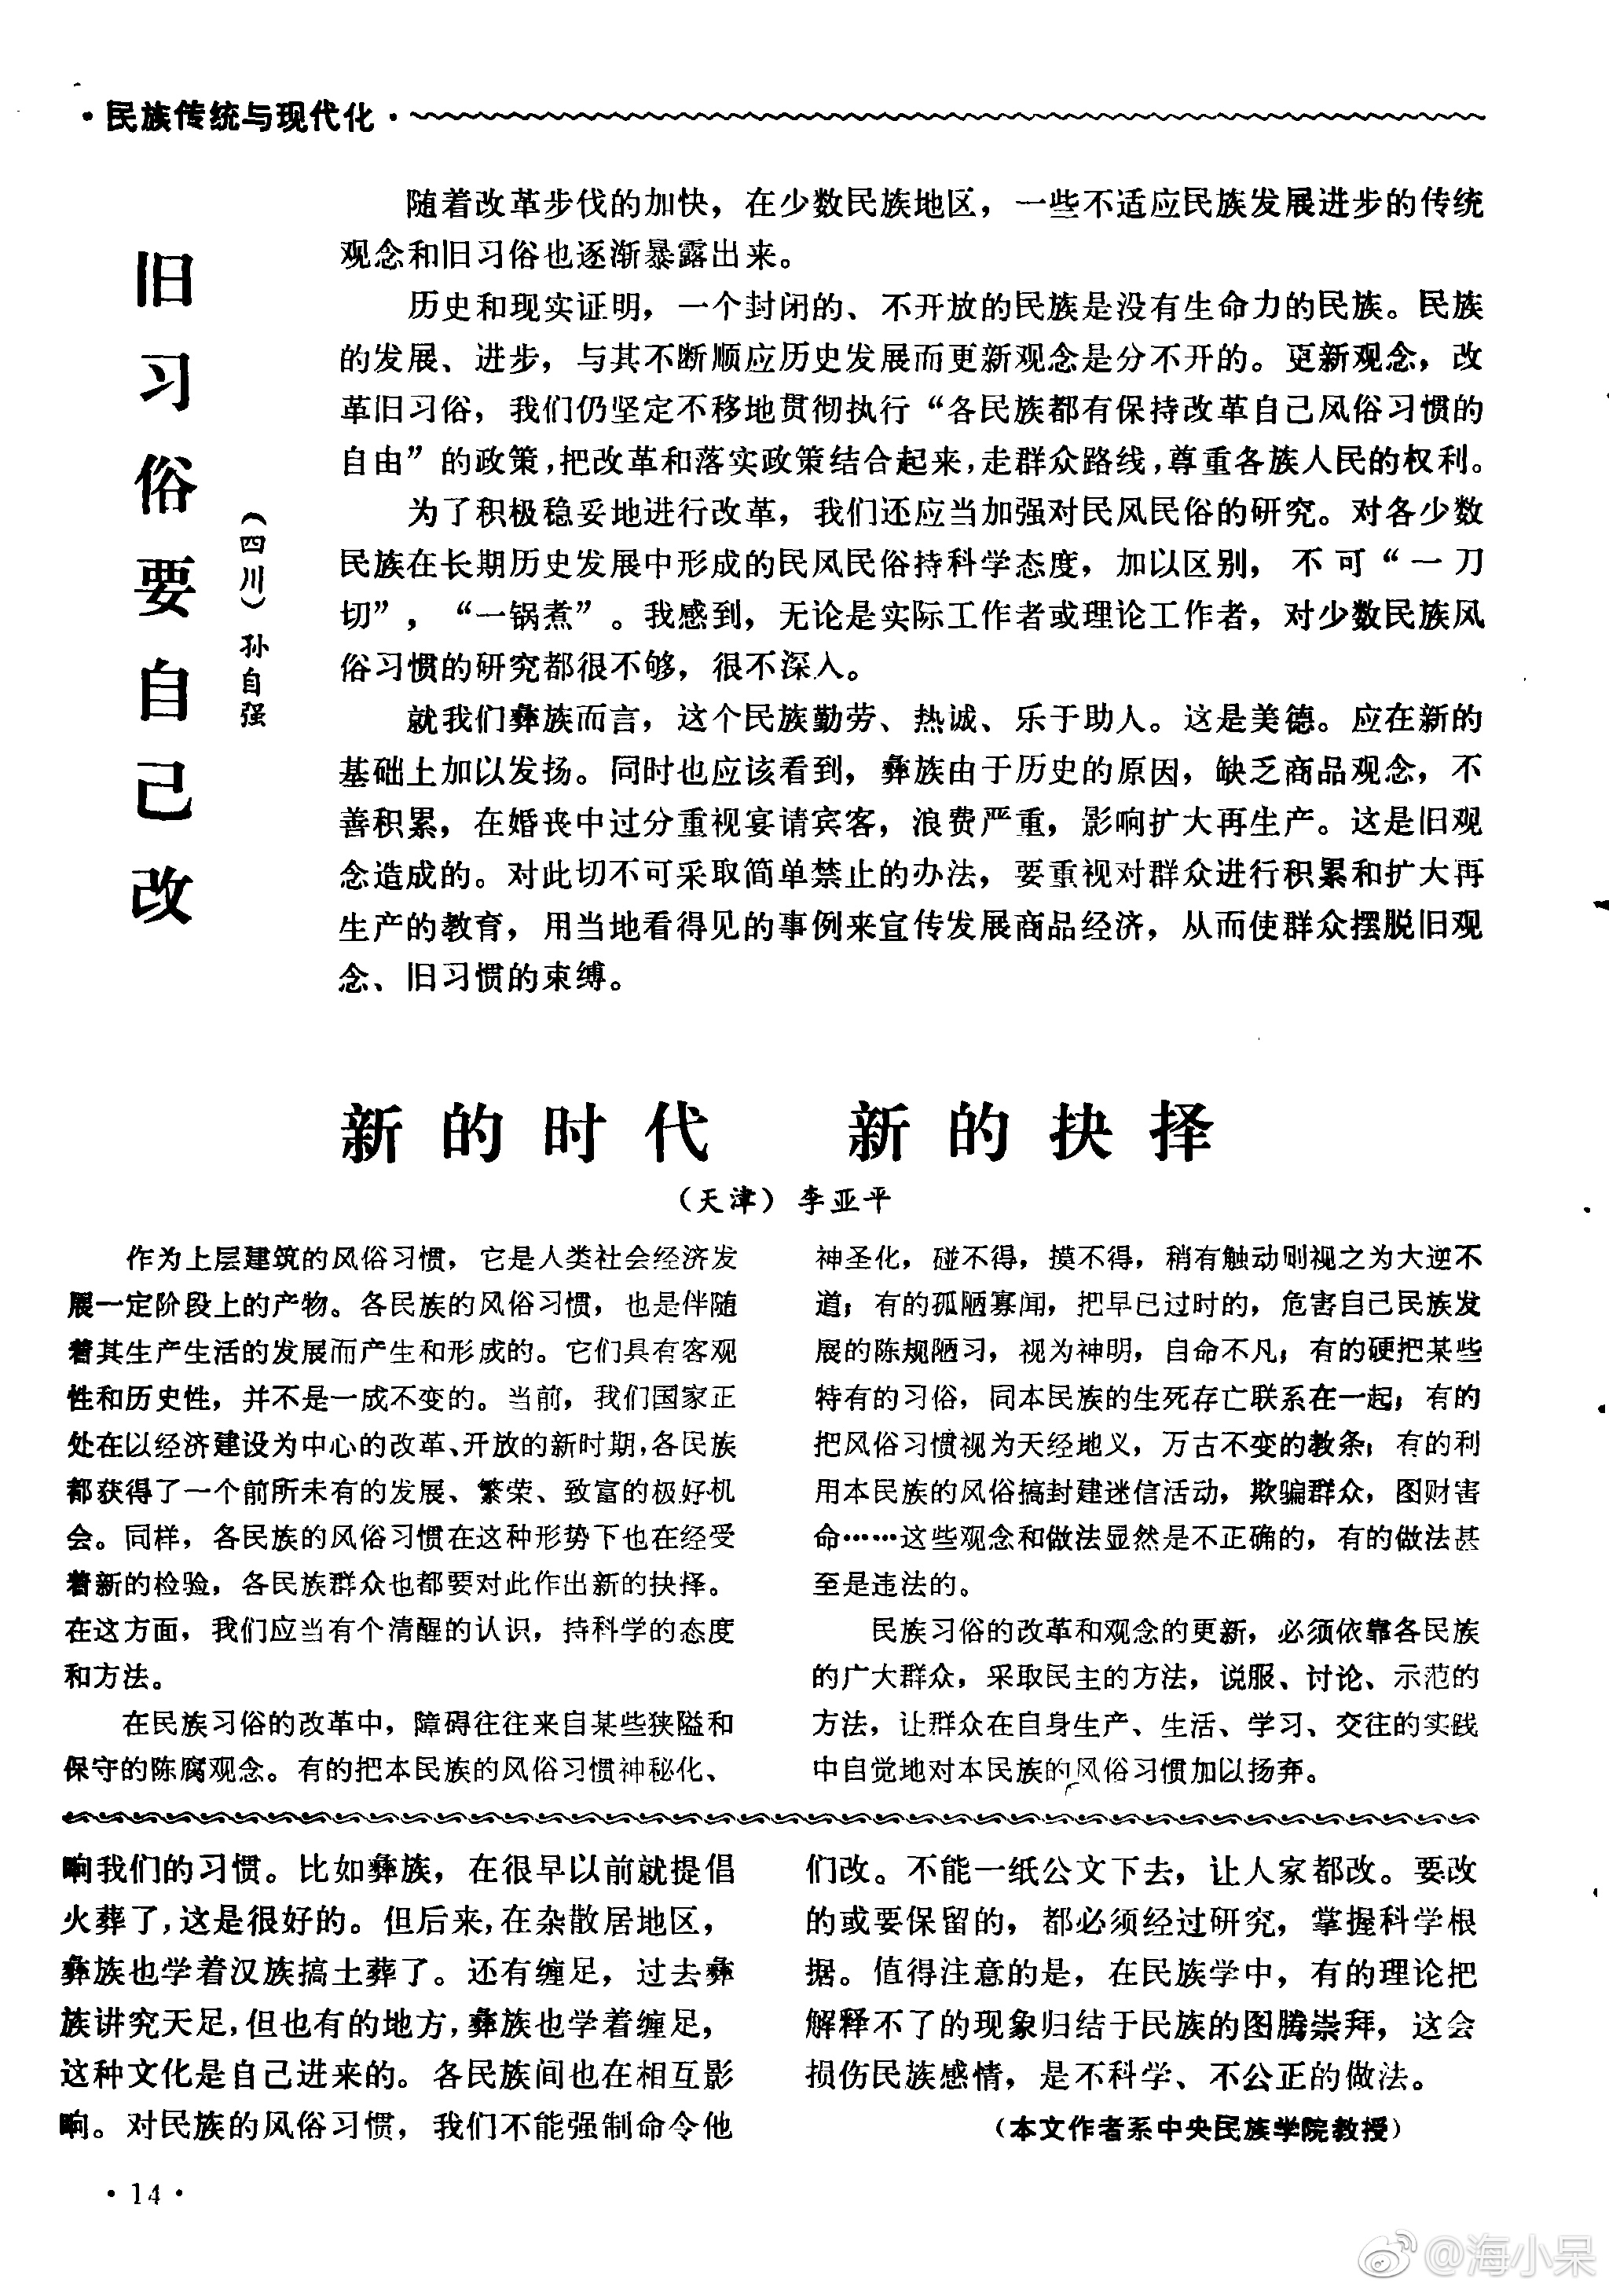 ·民族传统与现代化·
旧习俗要自己改
（四川）孙自强
随着改革步伐的加快，在少数民族地区，一些不适应民族发展进步的传统
观念和旧习俗也逐渐暴露出来。
历史和现实证明，一个封闭的、不开放的民族是没有生命力的民族。民族
的发展、进步，与其不断顺应历史发展而更新观念是分不开的。更新观念，改
革旧习俗，我们仍坚定不移地贯彻执行“各民族都有保持改革自己风俗习惯的
自由”的政策，把改革和落实政策结合起来，走群众路线，尊重各族人民的权利。
为了积极稳妥地进行改革，我们还应当加强对民风民俗的研究。对各少数
民族在长期历史发展中形成的民风民俗持科学态度，加以区别，不可“一刀
切”，“一锅煮”。我感到，无论是实际工作者或理论工作者，对少数民族风
俗习惯的研究都很不够，很不深入。
就我们彝族而言，这个民族勤劳、热诚、乐于助人。这是美德。应在新的
基础上加以发扬。同时也应该看到，彝族由于历史的原因，缺乏商品观念，不
善积累，在婚丧中过分重视宴请宾客，浪费严重，影响扩大再生产。这是旧观
念造成的。对此切不可采取简单禁止的办法，要重视对群众进行积累和扩大再
生产的教育，用当地看得见的事例来宣传发展商品经济，从而使群众摆脱旧观
念、旧习惯的束缚。
新的时代 新的抉择
（天津）李亚平
作为上层建筑的风俗习惯，它是人类社会经济发
展一定阶段上的产物。各民族的风俗习惯，也是伴随
着其生产生活的发展而产生和形成的。它们具有客观
性和历史性，并不是一成不变的。当前，我们国家正
处在以经济建设为中心的改革、开放的新时期，各民族
都获得了一个前所未有的发展、繁荣、致富的极好机
会。同样，各民族的风俗习惯在这种形势下也在经受
着新的检验，各民族群众也都要对此作出新的抉择。
在这方面，我们应当有个清醒的认识，持科学的态度
和方法。
在民族习俗的改革中，障碍往往来自某些狭隘和
保守的陈腐观念。有的把本民族的风俗习惯神秘化、
神圣化，碰不得，摸不得，稍有触动则视之为大逆不
道；有的孤陋寡闻，把早已过时的，危害自己民族发
展的陈规陋习，视为神明，自命不凡；有的硬把某些
特有的习俗，同本民族的生死存亡联系在一起；有的
把风俗习惯视为天经地义，万古不变的教条；有的利
用本民族的风俗搞封建迷信活动，欺骗群众，图财害
命……这些观念和做法显然是不正确的，有的做法甚
至是违法的。
民族习俗的改革和观念的更新，必须依靠各民族
的广大群众，采取民主的方法，说服、讨论、示范的
方法，让群众在自身生产、生活、学习、交往的实践
中自觉地对本民族的风俗习惯加以扬弃。
响我们的习惯。比如彝族，在很早以前就提倡
火葬了，这是很好的。但后来，在杂散居地区，
彝族也学着汉族搞土葬了。还有缠足，过去彝
族讲究天足，但也有的地方，彝族也学着缠足，
这种文化是自己进来的。各民族间也在相互影
响。对民族的风俗习惯，我们不能强制命令他
们改。不能一纸公文下去，让人家都改。要改
的或要保留的，都必须经过研究，掌握科学根
据。值得注意的是，在民族学中，有的理论把
解释不了的现象归结于民族的图腾崇拜，这会
损伤民族感情，是不科学、不公正的做法。
（本文作者系中央民族学院教授）
·14·
@海小呆